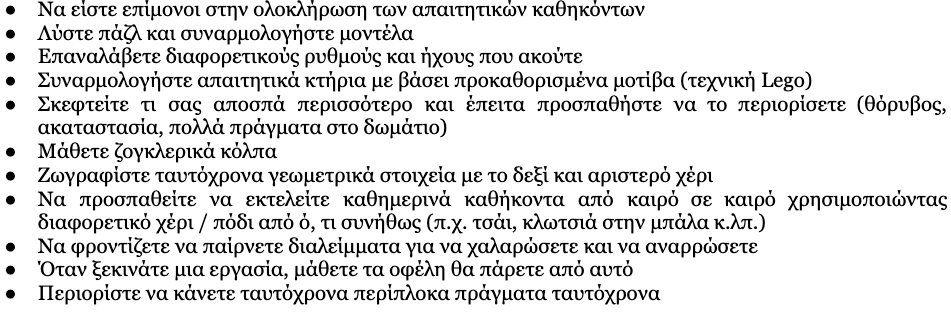 ● Να είστε επίμονοι στην ολοκλήρωση των απαιτητικών καθηκόντων
● Λύστε πάζλ και συναρμολογήστε μοντέλα
● Επαναλάβετε διαφορετικούς ρυθμούς και ήχους που ακούτε
● Συναρμολογήστε απαιτητικά κτήρια με βάσει προκαθορισμένα μοτίβα (τεχνική Lego)
● Σκεφτείτε τι σας αποσπά περισσότερο και έπειτα προσπαθήστε να το περιορίσετε (θόρυβος,
ακαταστασία, πολλά πράγματα στο δωμάτιο)
● Μάθετε ζογκλερικά κόλπα
● Ζωγραφίστε ταυτόχρονα γεωμετρικά στοιχεία με το δεξί και αριστερό χέρι
● Να προσπαθείτε να εκτελείτε καθημερινά καθήκοντα από καιρό σε καιρό χρησιμοποιώντας
διαφορετικό χέρι / πόδι από ό, τι συνήθως (π.χ. τσάι, κλωτσιά στην μπάλα κ.λπ.)
● Να φροντίζετε να παίρνετε διαλείμματα για να χαλαρώσετε και να αναρρώσετε
● Όταν ξεκινάτε μια εργασία, μάθετε τα οφέλη θα πάρετε από αυτό
● Περιορίστε να κάνετε ταυτόχρονα περίπλοκα πράγματα ταυτόχρονα